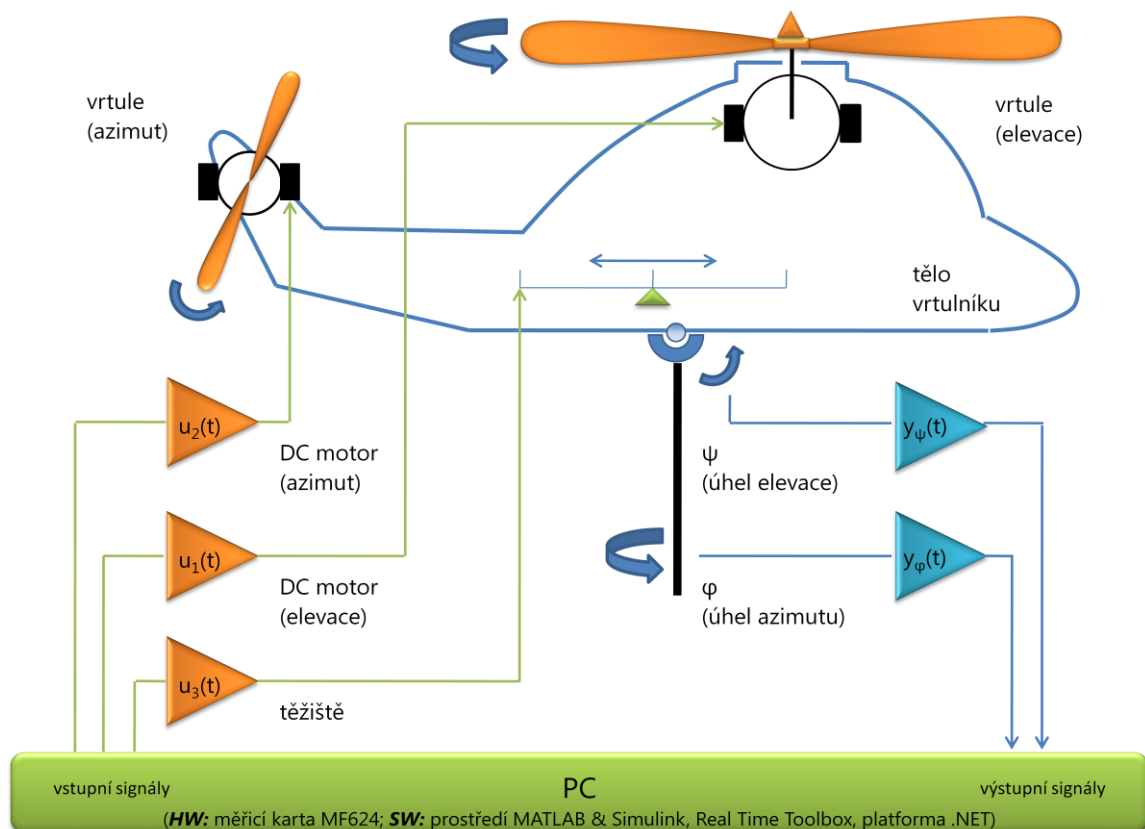 vrtule
(azimut)
vrtule
(elevace)
tělo
vrtulníku
u2(t)
DC motor
(azimut)
ψ
(úhel elevace)
yψ(t)
u1(t)
DC motor
(elevace)
φ
(úhel azimutu)
yφ(t)
u3(t)
těžiště
vstupní signály
PC
výstupní signály
(HW: měřicí karta MF624; SW: prostředí MATLAB & Simulink, Real Time Toolbox, platforma .NET)